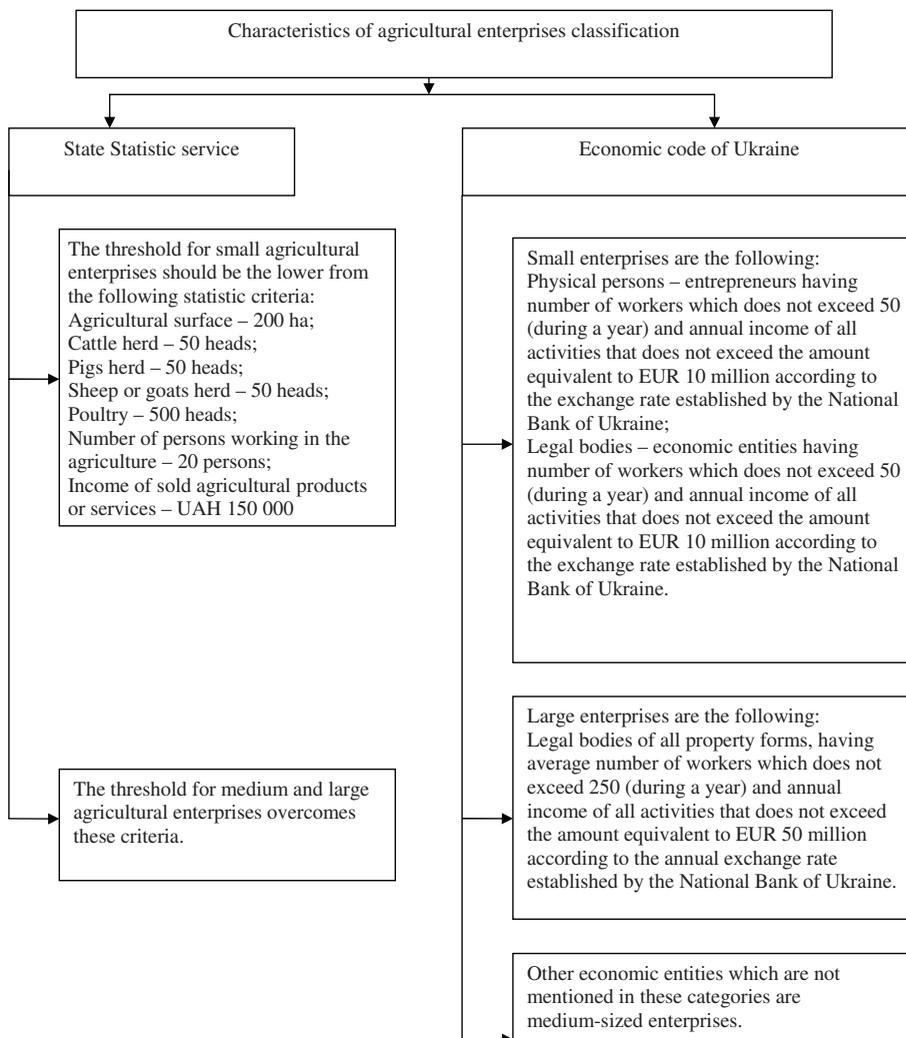 Characteristics of agricultural enterprises classification
State Statistic service
The threshold for small agricultural
enterprises should be the lower from
the following statistic criteria:
Agricultural surface – 200 ha;
Cattle herd – 50 heads;
Pigs herd – 50 heads;
Sheep or goats herd – 50 heads;
Poultry – 500 heads;
Number of persons working in the
agriculture – 20 persons;
Income of sold agricultural products
or services – UAH 150 000
The threshold for medium and large
agricultural enterprises overcomes
these criteria.
Economic code of Ukraine
Small enterprises are the following:
Physical persons – entrepreneurs having
number of workers which does not exceed 50
(during a year) and annual income of all
activities that does not exceed the amount
equivalent to EUR 10 million according to
the exchange rate established by the National
Bank of Ukraine;
Legal bodies – economic entities having
number of workers which does not exceed 50
(during a year) and annual income of all
activities that does not exceed the amount
equivalent to EUR 10 million according to
the exchange rate established by the National
Bank of Ukraine.
Large enterprises are the following:
Legal bodies of all property forms, having
average number of workers which does not
exceed 250 (during a year) and annual
income of all activities that does not exceed
the amount equivalent to EUR 50 million
according to the annual exchange rate
established by the National Bank of Ukraine.
Other economic entities which are not
mentioned in these categories are
medium-sized enterprises.